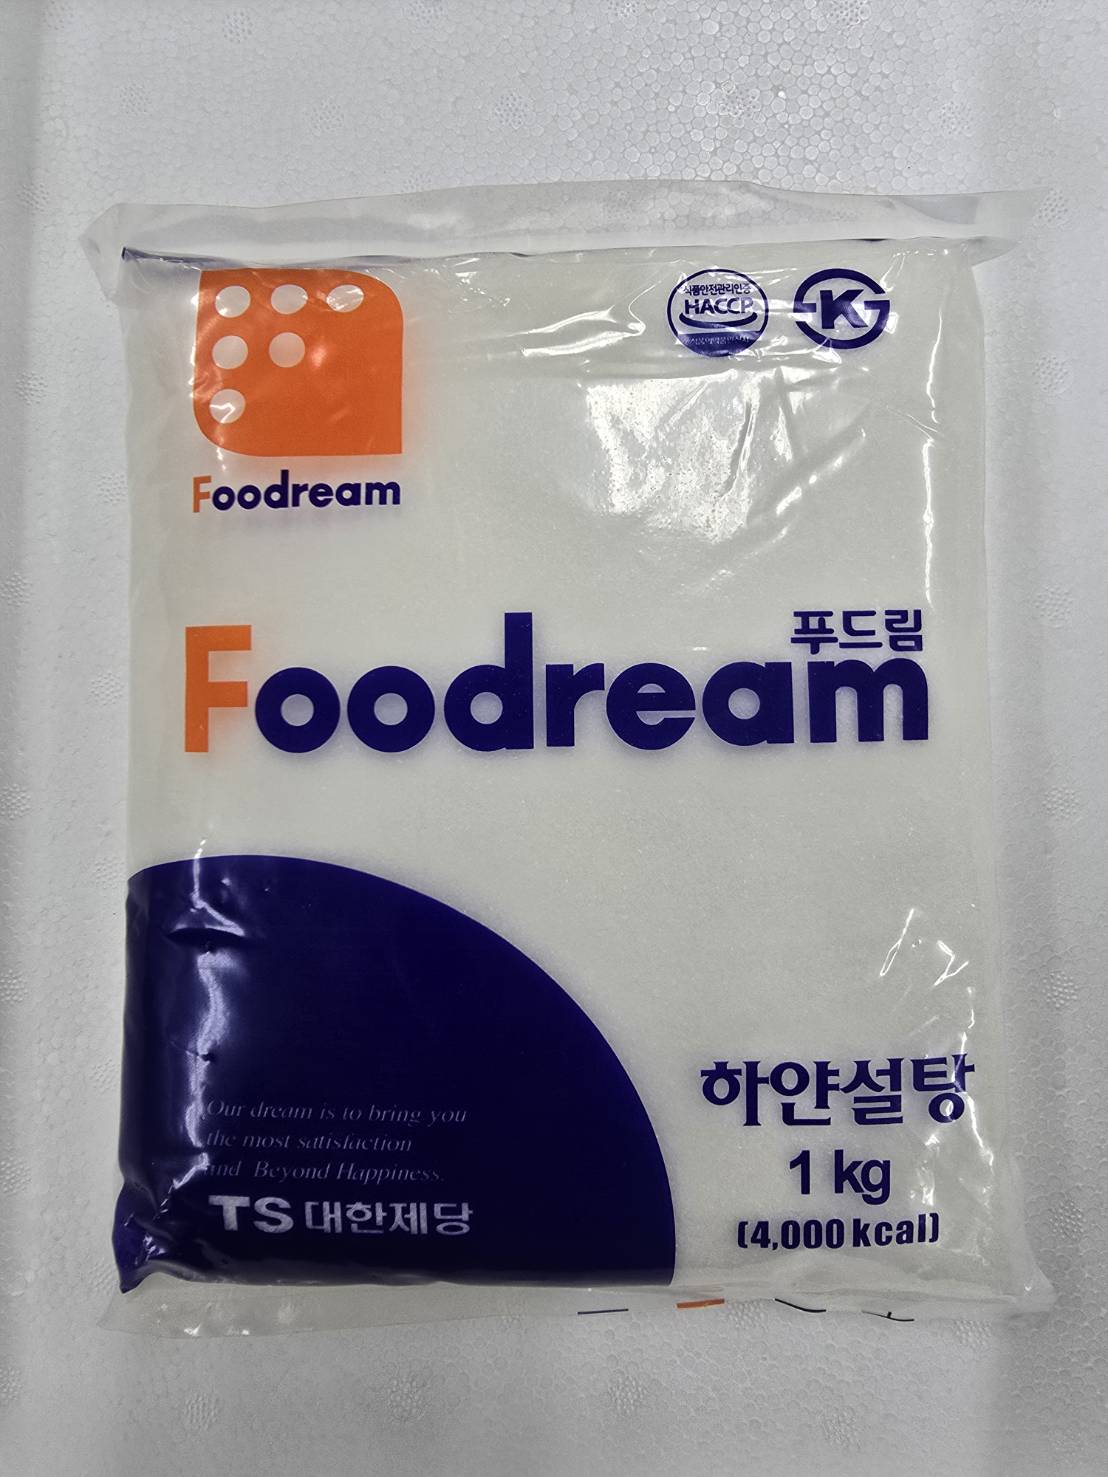 식품안전관리인증
HACCP
K
Foodream
푸드림
Foodream
하얀설탕
1 kg
(4,000 kcal)
Our dream is to bring you
the most satisfaction
and Beyond Happiness.
TS 대한제당